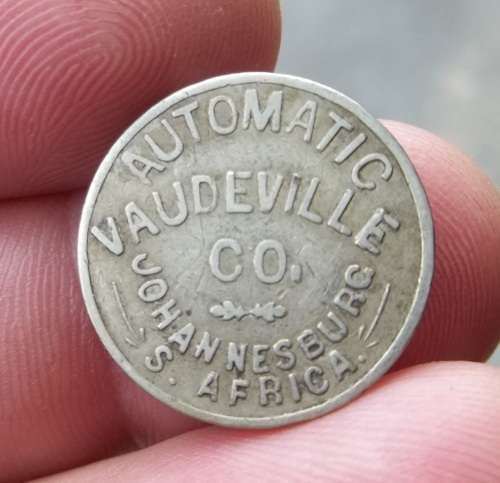 AUTOMATIC
VAUDEVILLE
CO.
JOHANNESBURG
S. AFRICA.